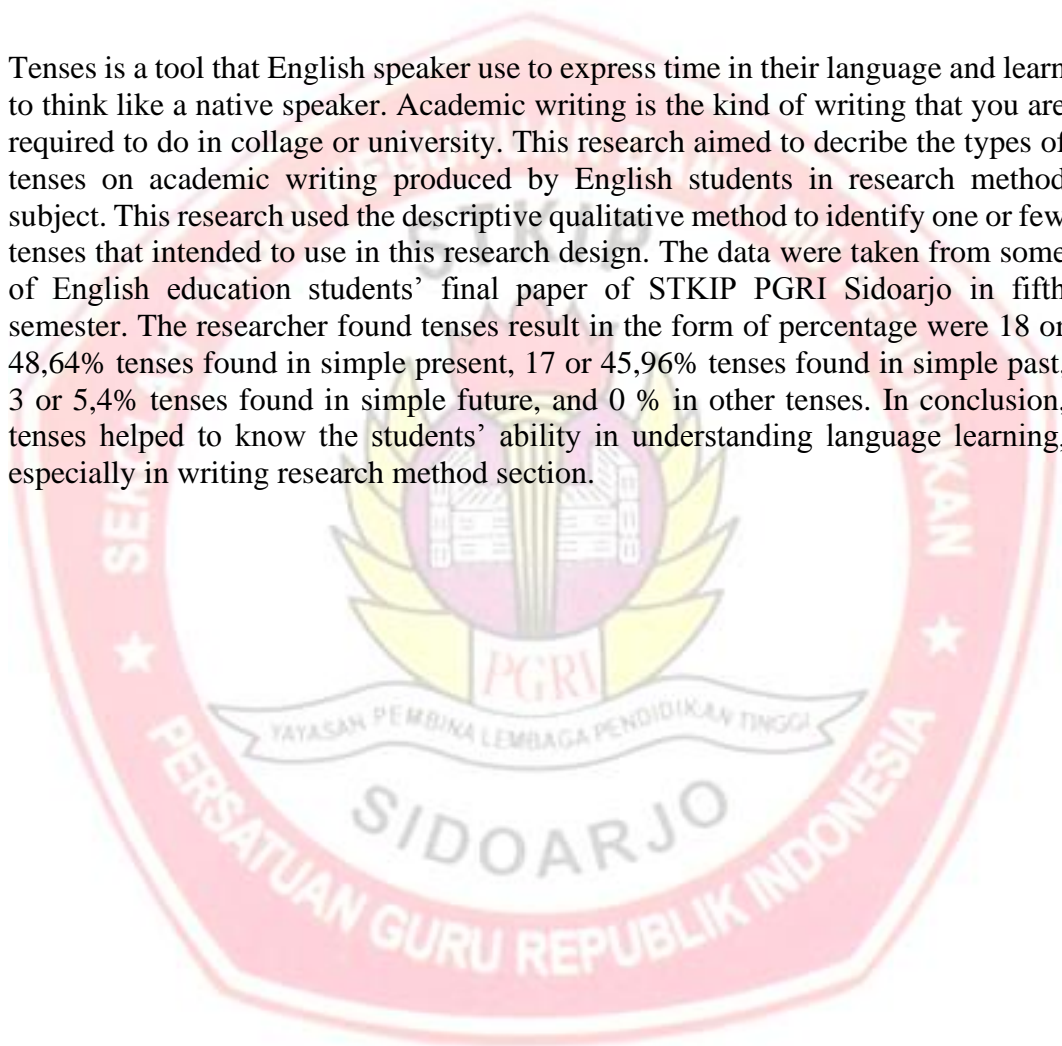 Tenses is a tool that English speaker use to express time in their language and learn
to think like a native speaker. Academic writing is the kind of writing that you are
required to do in collage or university. This research aimed to decribe the types of
tenses on academic writing produced by English students in research method
subject. This research used the descriptive qualitative method to identify one or few
tenses that intended to use in this research design. The data were taken from some
of English education students’ final paper of STKIP PGRI Sidoarjo in fifth
semester. The researcher found tenses result in the form of percentage were 18 or
48,64% tenses found in simple present, 17 or 45,96% tenses found in simple past,
3 or 5,4% tenses found in simple future, and 0 % in other tenses. In conclusion,
tenses helped to know the students’ ability in understanding language learning,
especially in writing research method section.
STKIP
PGRI
YAYASAN PEMBINA LEMBAGA PENDIDIKAN TINGGI
SIDOARJO
PERSATUAN GURU REPUBLIK INDONESIA